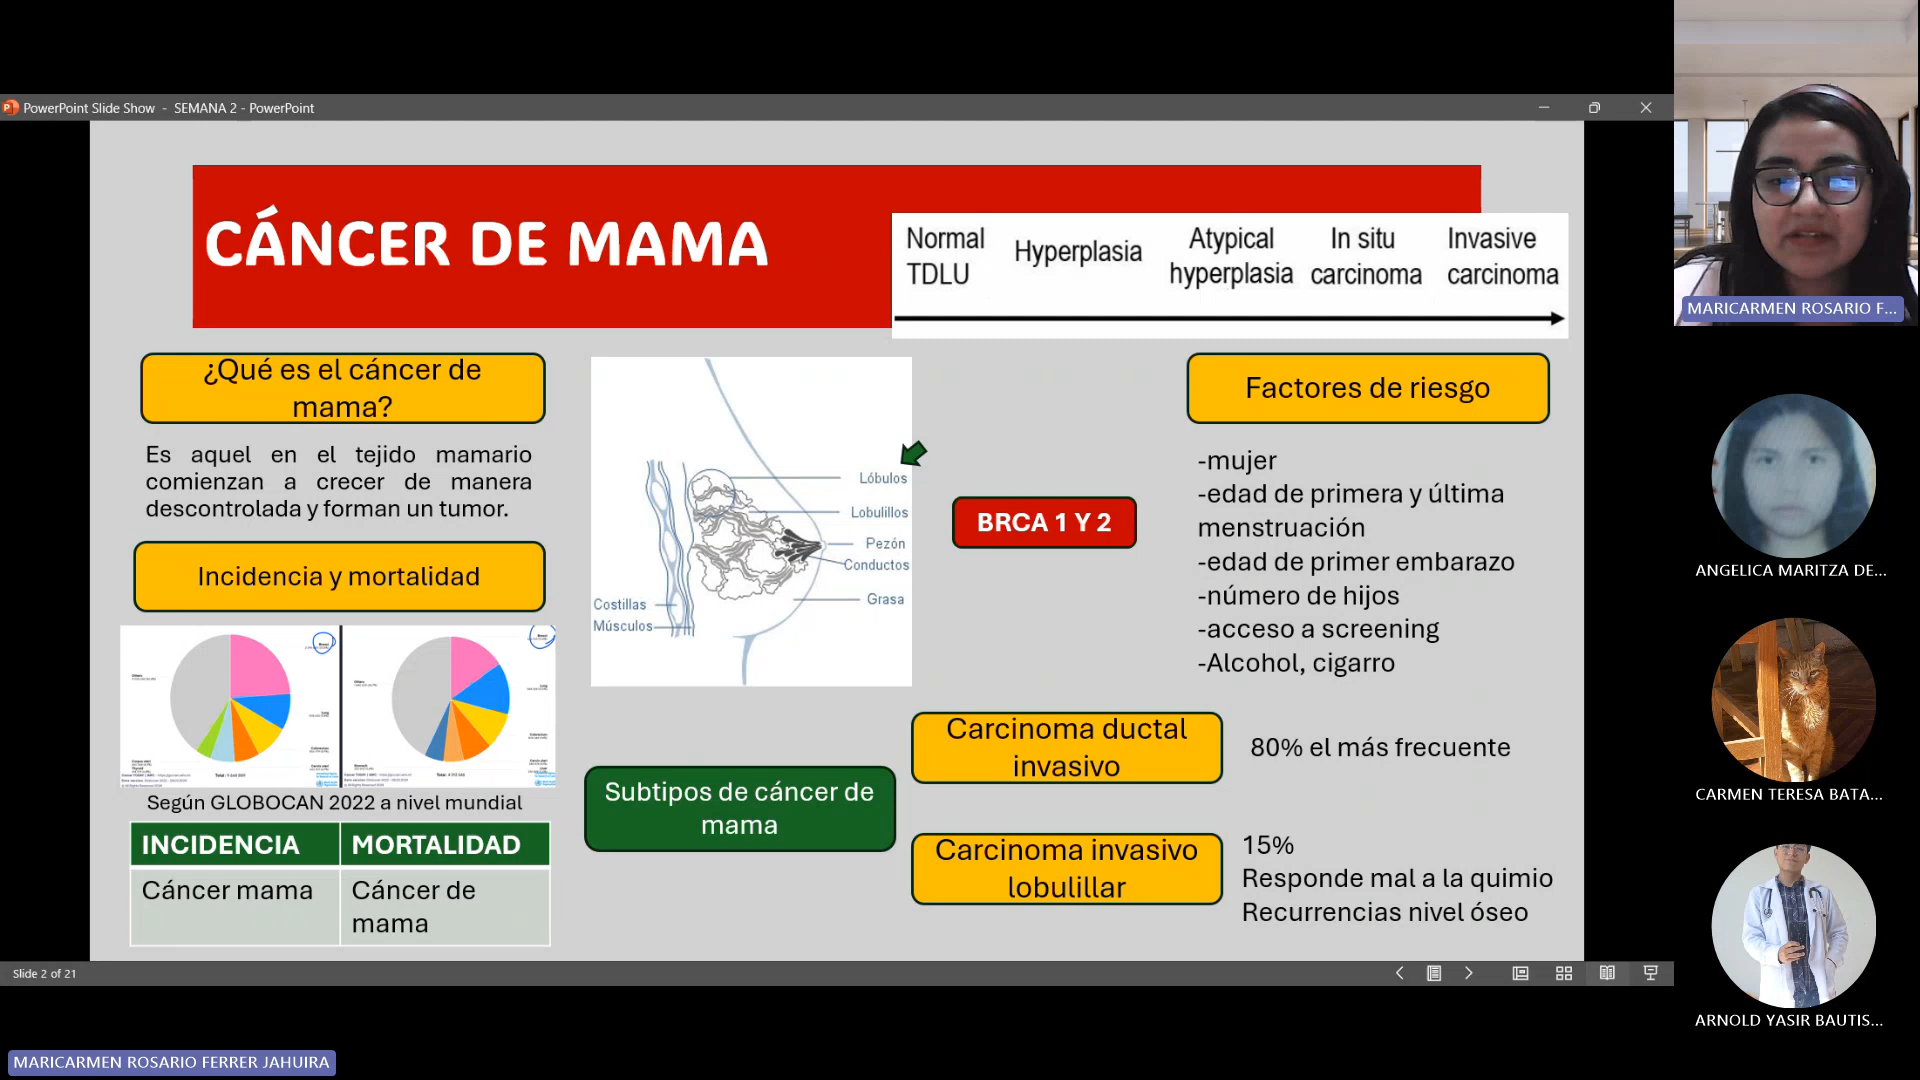 PowerPoint Slide Show - SEMANA 2 - PowerPoint
CÁNCER DE MAMA
Normal TDLU
Hyperplasia
Atypical hyperplasia
In situ carcinoma
Invasive carcinoma
¿Qué es el cáncer de
mama?
Es aquel en el tejido mamario
comienzan a crecer de manera
descontrolada y forman un tumor.
Incidencia y mortalidad
Según GLOBOCAN 2022 a nivel mundial
INCIDENCIA MORTALIDAD
Cáncer mama
Cáncer de
mama
Lóbulos
Lobulillos
Pezón
Conductos
Grasa
Costillas
Músculos
BRCA 1 Y 2
Factores de riesgo
-mujer
-edad de primera y última
menstruación
-edad de primer embarazo
-número de hijos
-acceso a screening
-Alcohol, cigarro
Subtipos de cáncer de
mama
Carcinoma ductal
invasivo
80% el más frecuente
Carcinoma invasivo
lobulillar
15%
Responde mal a la quimio
Recurrencias nivel óseo
Slide 2 of 21
MARICARMEN ROSARIO F...
ANGELICA MARITZA DE...
CARMEN TERESA BATA...
ARNOLD YASIR BAUTIS...
MARICARMEN ROSARIO FERRER JAHUIRA